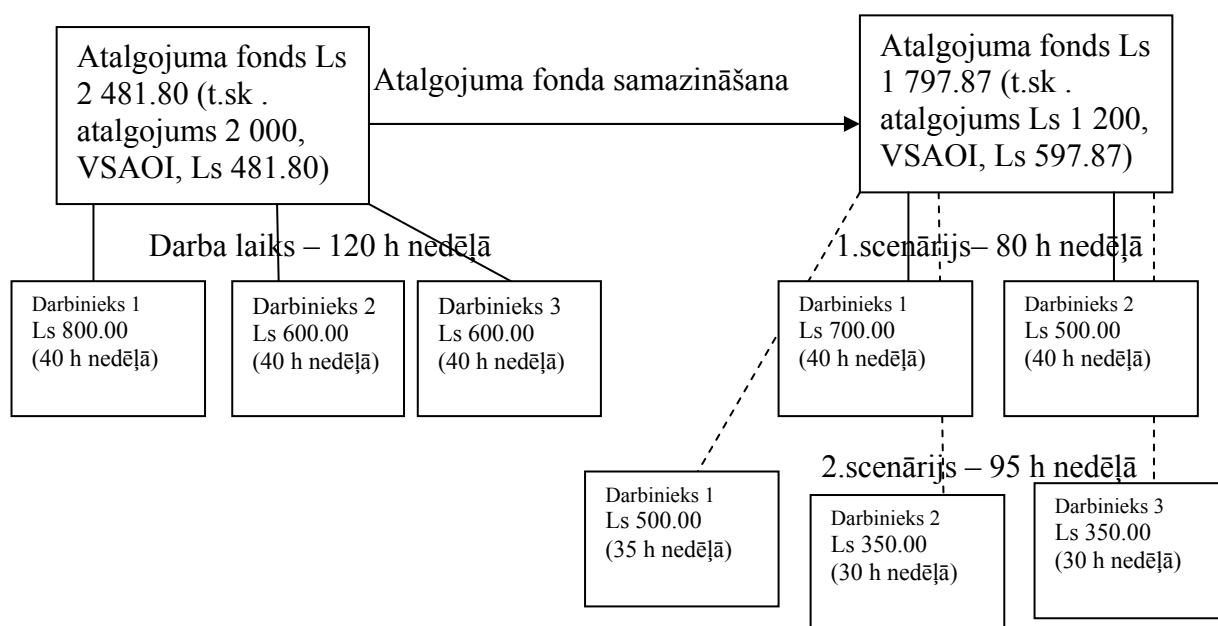 Atalgojuma fonds Ls
2 481.80 (t.sk .
atalgojums 2 000,
VSAOI, Ls 481.80)
Atalgojuma fonda samazināšana
Atalgojuma fonds Ls
1 797.87 (t.sk .
atalgojums Ls 1 200,
VSAOI, Ls 597.87)
Darba laiks – 120 h nedēļā
1.scenārijs– 80 h nedēļā
Darbinieks 1
Ls 800.00
(40 h nedēļā)
Darbinieks 2
Ls 600.00
(40 h nedēļā)
Darbinieks 3
Ls 600.00
(40 h nedēļā)
Darbinieks 1
Ls 700.00
(40 h nedēļā)
Darbinieks 2
Ls 500.00
(40 h nedēļā)
2.scenārijs – 95 h nedēļā
Darbinieks 1
Ls 500.00
(35 h nedēļā)
Darbinieks 2
Ls 350.00
(30 h nedēļā)
Darbinieks 3
Ls 350.00
(30 h nedēļā)